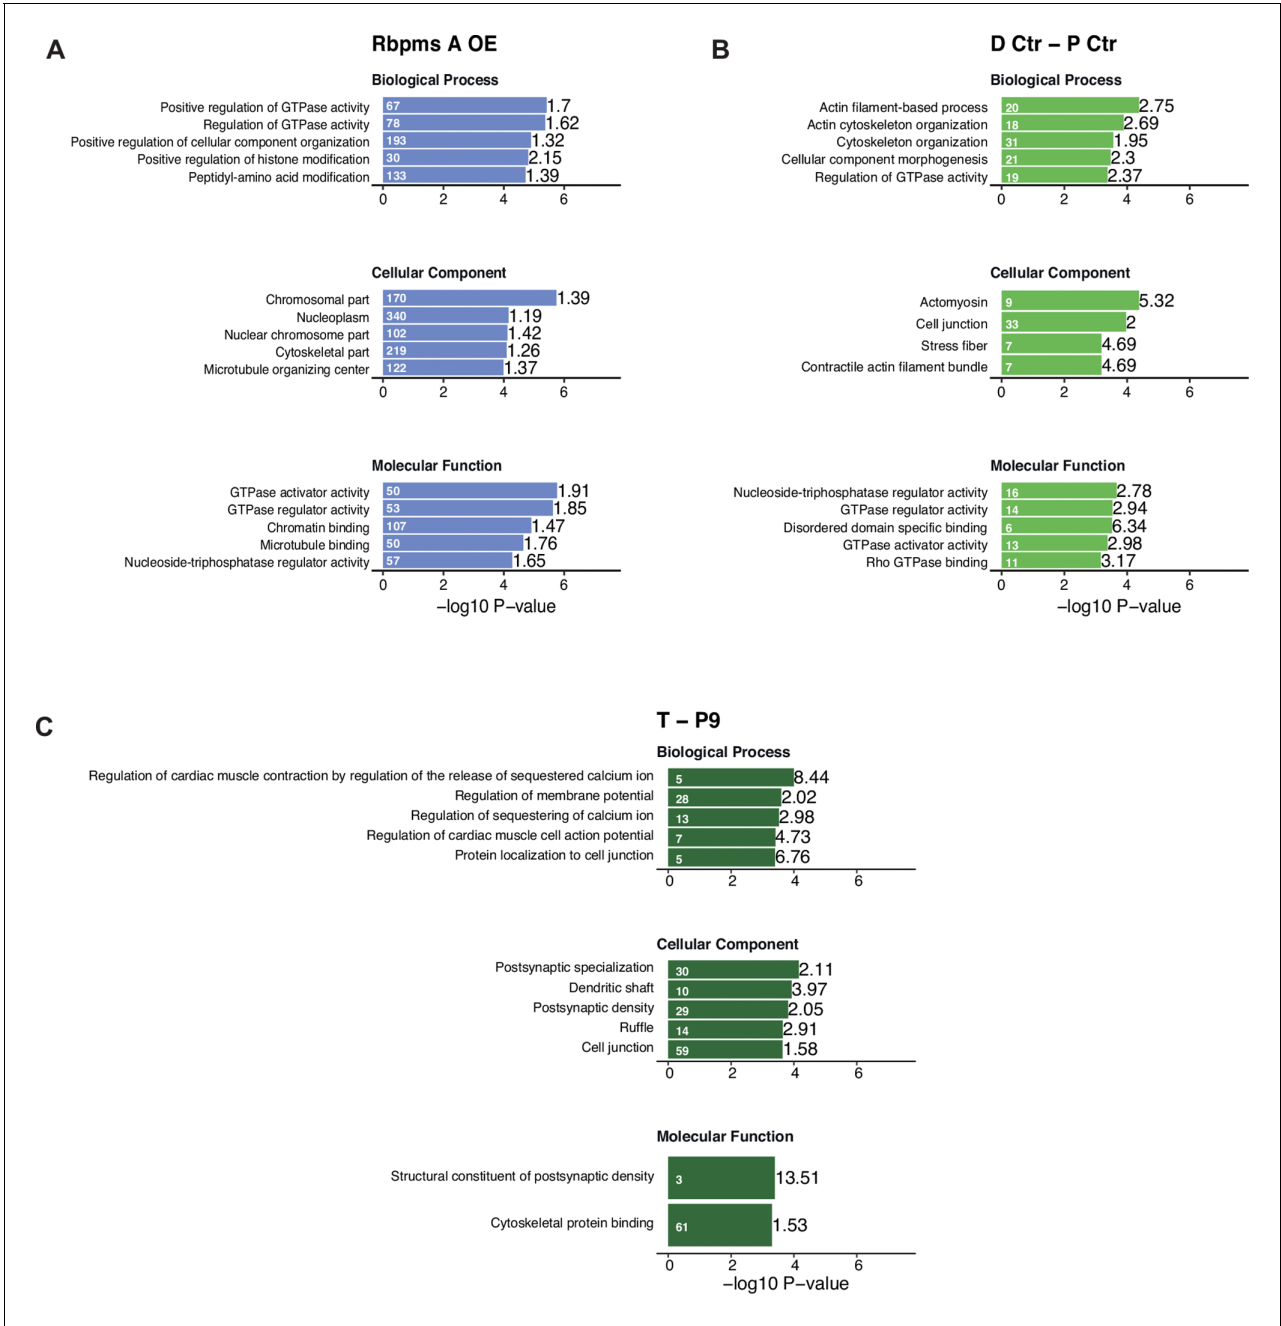 A
Rbpms A OE
Biological Process
Positive regulation of GTPase activity 67 1.7
Regulation of GTPase activity 78 1.62
Positive regulation of cellular component organization 193 1.32
Positive regulation of histone modification 30 2.15
Peptidyl-amino acid modification 133 1.39
0 2 4 6
Cellular Component
Chromosomal part 170 1.39
Nucleoplasm 340 1.19
Nuclear chromosome part 102 1.42
Cytoskeletal part 219 1.26
Microtubule organizing center 122 1.37
0 2 4 6
Molecular Function
GTPase activator activity 50 1.91
GTPase regulator activity 53 1.85
Chromatin binding 107 1.47
Microtubule binding 50 1.76
Nucleoside-triphosphatase regulator activity 57 1.65
0 2 4 6
−log10 P−value
B
D Ctr − P Ctr
Biological Process
Actin filament-based process 20 2.75
Actin cytoskeleton organization 18 2.69
Cytoskeleton organization 31 1.95
Cellular component morphogenesis 21 2.3
Regulation of GTPase activity 19 2.37
0 2 4 6
Cellular Component
Actomyosin 9 5.32
Cell junction 33 2
Stress fiber 7 4.69
Contractile actin filament bundle 7 4.69
0 2 4 6
Molecular Function
Nucleoside-triphosphatase regulator activity 16 2.78
GTPase regulator activity 14 2.94
Disordered domain specific binding 6 6.34
GTPase activator activity 13 2.98
Rho GTPase binding 11 3.17
0 2 4 6
−log10 P−value
C
T − P9
Biological Process
Regulation of cardiac muscle contraction by regulation of the release of sequestered calcium ion 5 8.44
Regulation of membrane potential 28 2.02
Regulation of sequestering of calcium ion 13 2.98
Regulation of cardiac muscle cell action potential 7 4.73
Protein localization to cell junction 5 6.76
0 2 4 6
Cellular Component
Postsynaptic specialization 30 2.11
Dendritic shaft 10 3.97
Postsynaptic density 29 2.05
Ruffle 14 2.91
Cell junction 59 1.58
0 2 4 6
Molecular Function
Structural constituent of postsynaptic density 3 13.51
Cytoskeletal protein binding 61 1.53
0 2 4 6
−log10 P−value